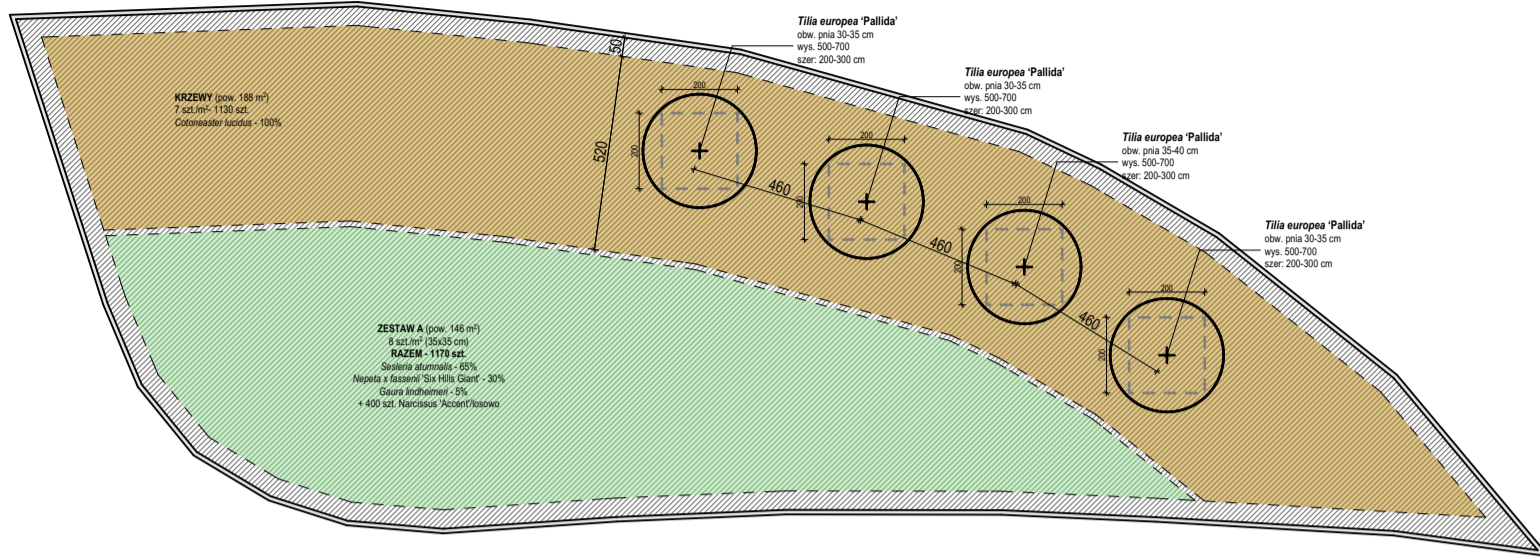 Tilia europea 'Pallida'
obw. pnia 30-35 cm
wys. 500-700
szer: 200-300 cm
Tilia europea 'Pallida'
obw. pnia 30-35 cm
wys. 500-700
szer: 200-300 cm
Tilia europea 'Pallida'
obw. pnia 35-40 cm
wys. 500-700
szer: 200-300 cm
Tilia europea 'Pallida'
obw. pnia 30-35 cm
wys. 500-700
szer: 200-300 cm
50
520
KRZEWY (pow. 188 m²)
7 szt./m²- 1130 szt.
Cotoneaster lucidus - 100%
200
200
200
200
200
200
200
200
460
460
460
ZESTAW A (pow. 146 m²)
8 szt./m² (35x35 cm)
RAZEM - 1170 szt.
Sesleria atumnalis - 65%
Nepeta x fassenii 'Six Hills Giant' - 30%
Gaura lindheimeri - 5%
+ 400 szt. Narcissus 'Accent'/losowo